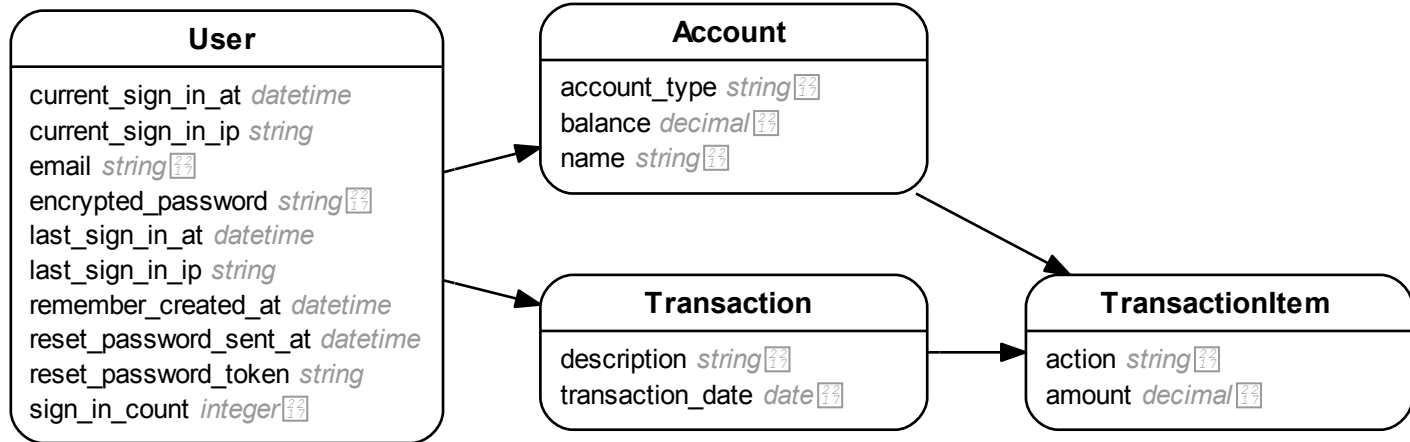 User
current_sign_in_at datetime
current_sign_in_ip string
email string
encrypted_password string
last_sign_in_at datetime
last_sign_in_ip string
remember_created_at datetime
reset_password_sent_at datetime
reset_password_token string
sign_in_count integer
Account
account_type string
balance decimal
name string
Transaction
description string
transaction_date date
TransactionItem
action string
amount decimal